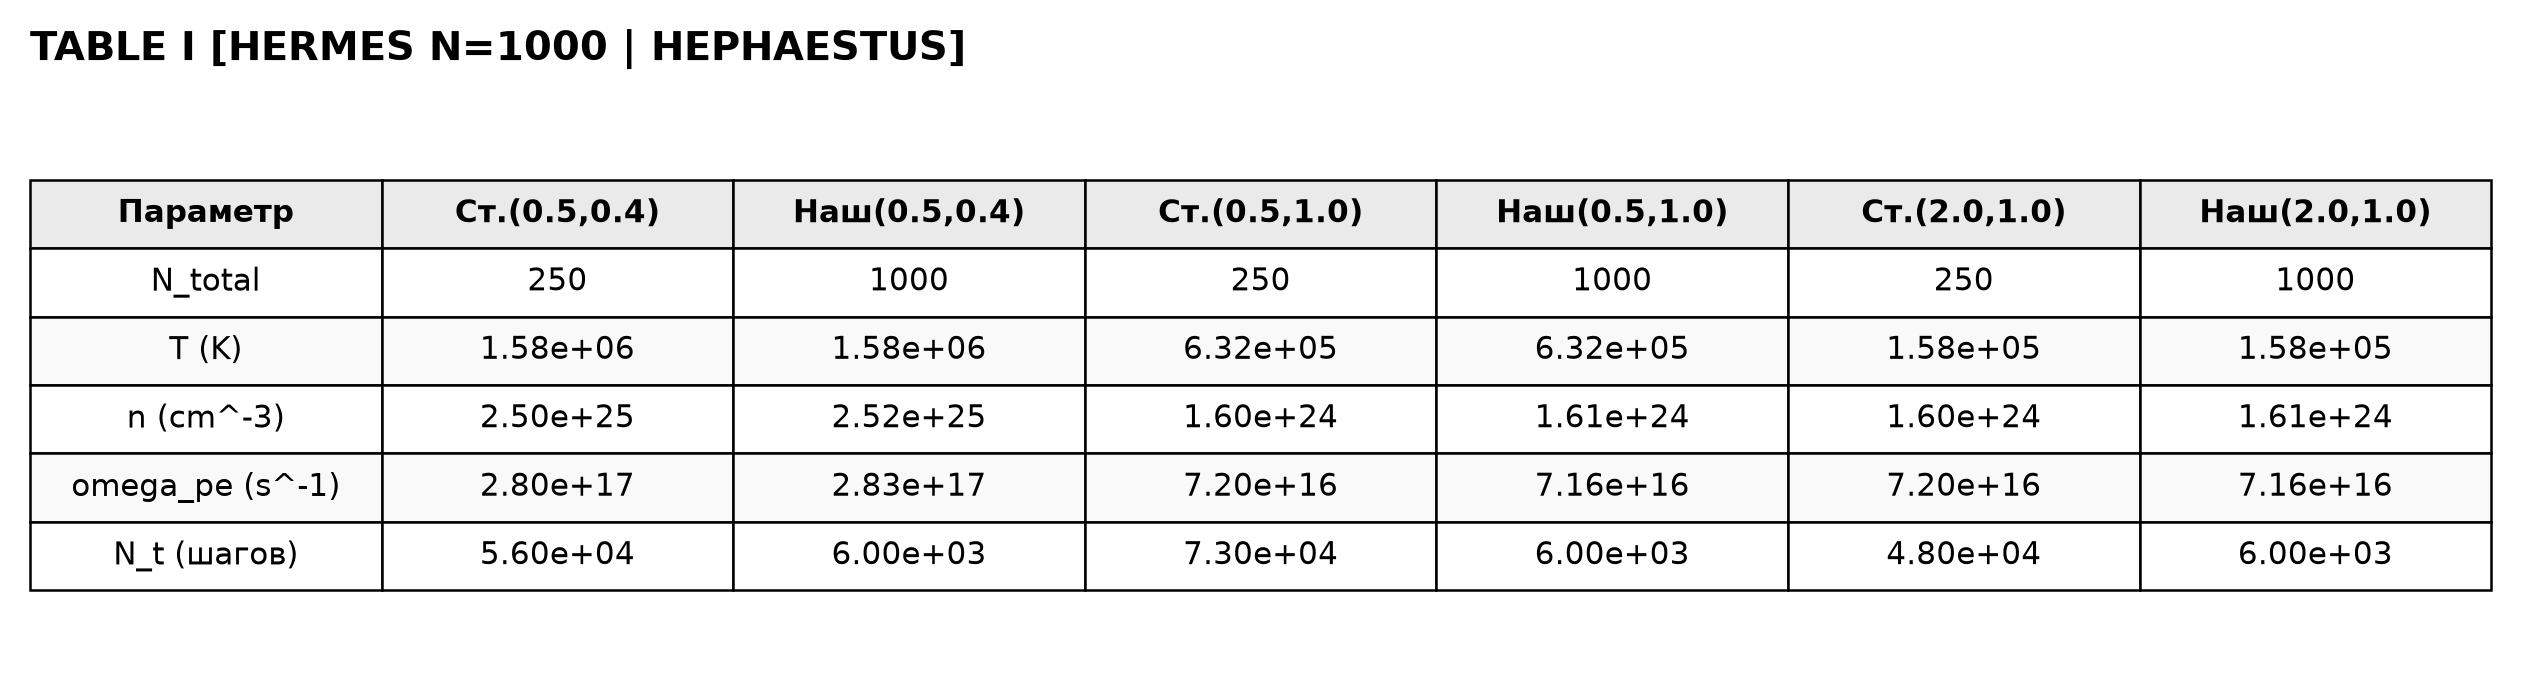 TABLE I [HERMES N=1000 | HEPHAESTUS]
Параметр Ст.(0.5,0.4) Наш(0.5,0.4) Ст.(0.5,1.0) Наш(0.5,1.0) Ст.(2.0,1.0) Наш(2.0,1.0)
N_total 250 1000 250 1000 250 1000
T (K) 1.58e+06 1.58e+06 6.32e+05 6.32e+05 1.58e+05 1.58e+05
n (cm^-3) 2.50e+25 2.52e+25 1.60e+24 1.61e+24 1.60e+24 1.61e+24
omega_pe (s^-1) 2.80e+17 2.83e+17 7.20e+16 7.16e+16 7.20e+16 7.16e+16
N_t (шагов) 5.60e+04 6.00e+03 7.30e+04 6.00e+03 4.80e+04 6.00e+03